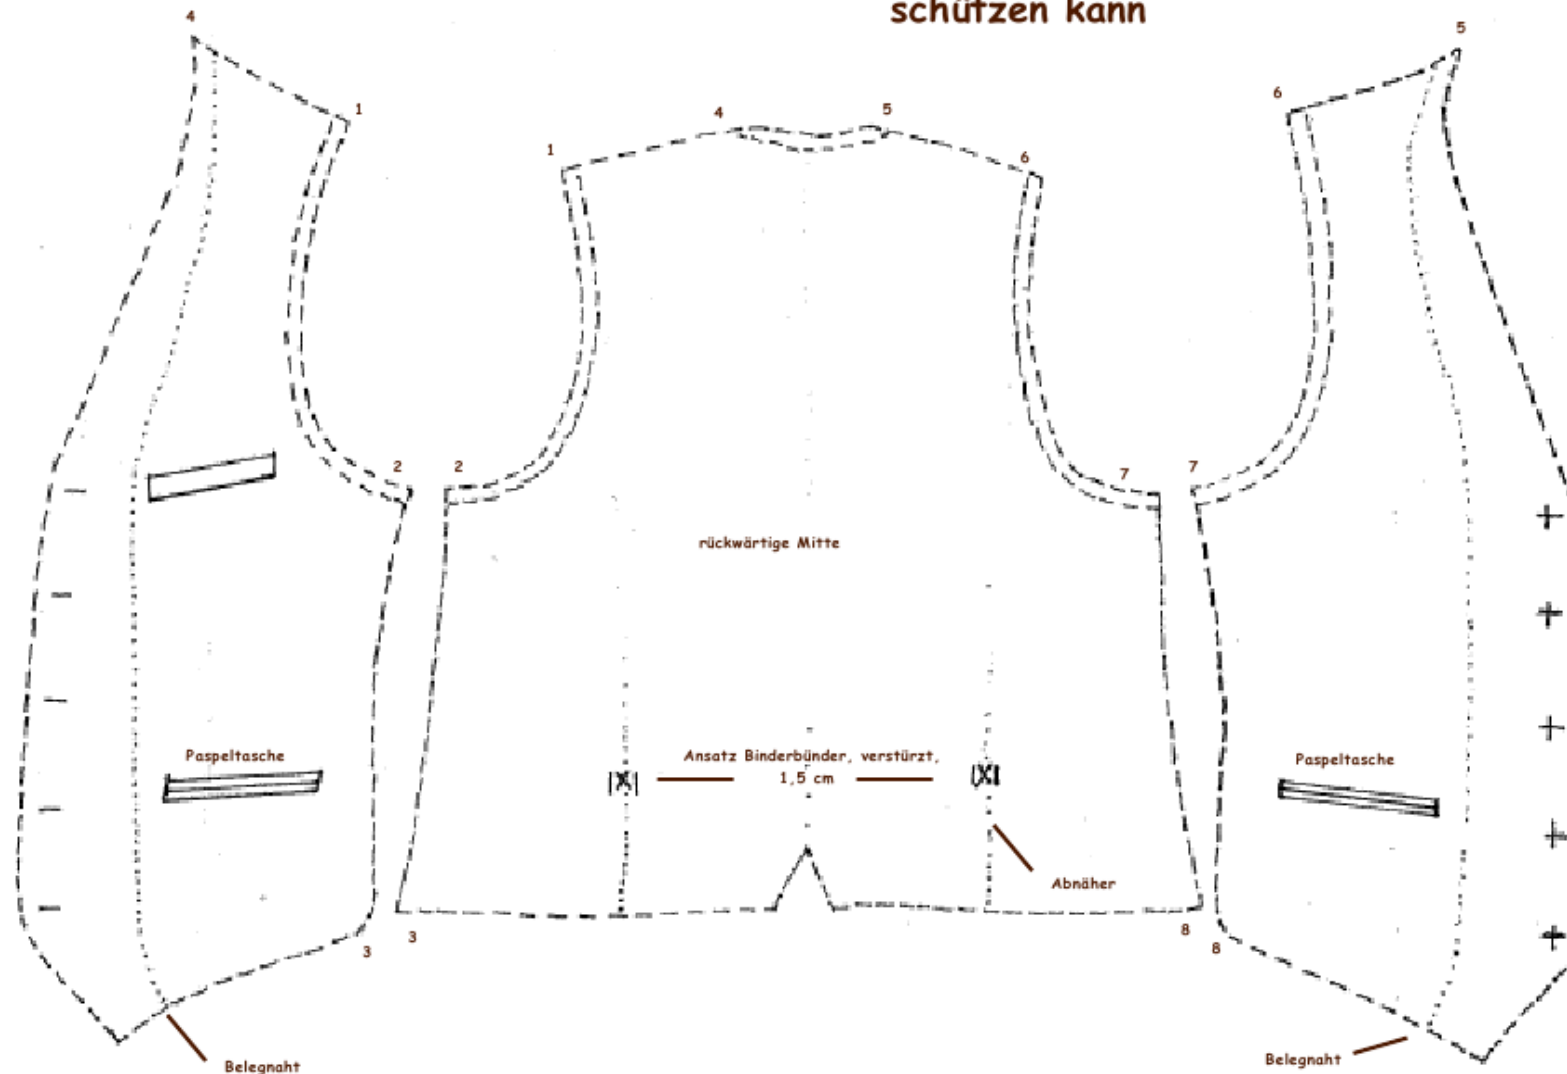 schützen kann
4
5
1
6
4
5
1
6
2
2
7
7
rückwärtige Mitte
Paspeltasche
Ansatz Binderbünder, verstürzt,
1,5 cm
Paspeltasche
X
X
Abnäher
3
3
8
8
Belegnaht
Belegnaht